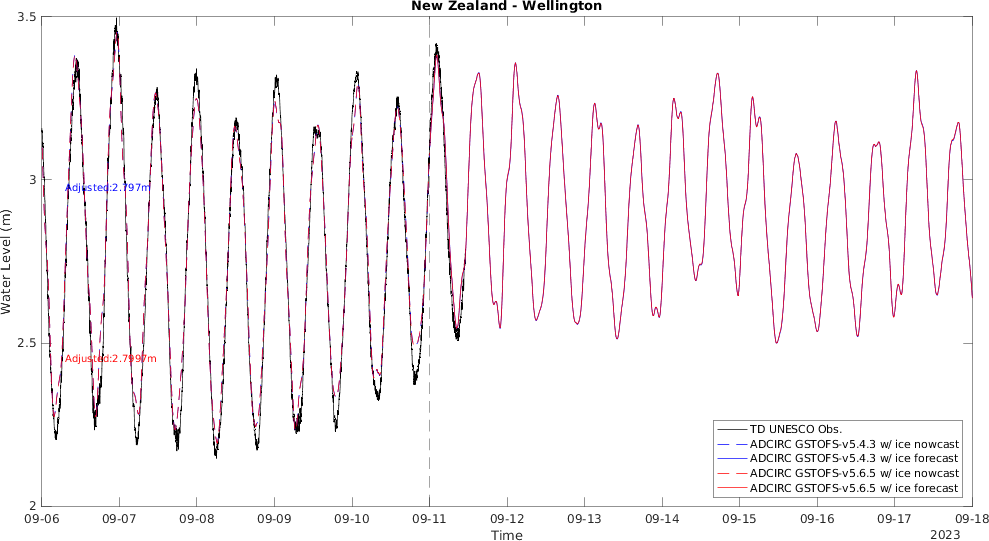 New Zealand - Wellington
3.5
3
2.5
2
Water Level (m)
Adjusted:2.797m
Adjusted:2.7997m
TD UNESCO Obs.
ADCIRC GSTOFS-v5.4.3 w/ ice nowcast
ADCIRC GSTOFS-v5.4.3 w/ ice forecast
ADCIRC GSTOFS-v5.6.5 w/ ice nowcast
ADCIRC GSTOFS-v5.6.5 w/ ice forecast
09-06 09-07 09-08 09-09 09-10 09-11 09-12 09-13 09-14 09-15 09-16 09-17 09-18
Time
2023